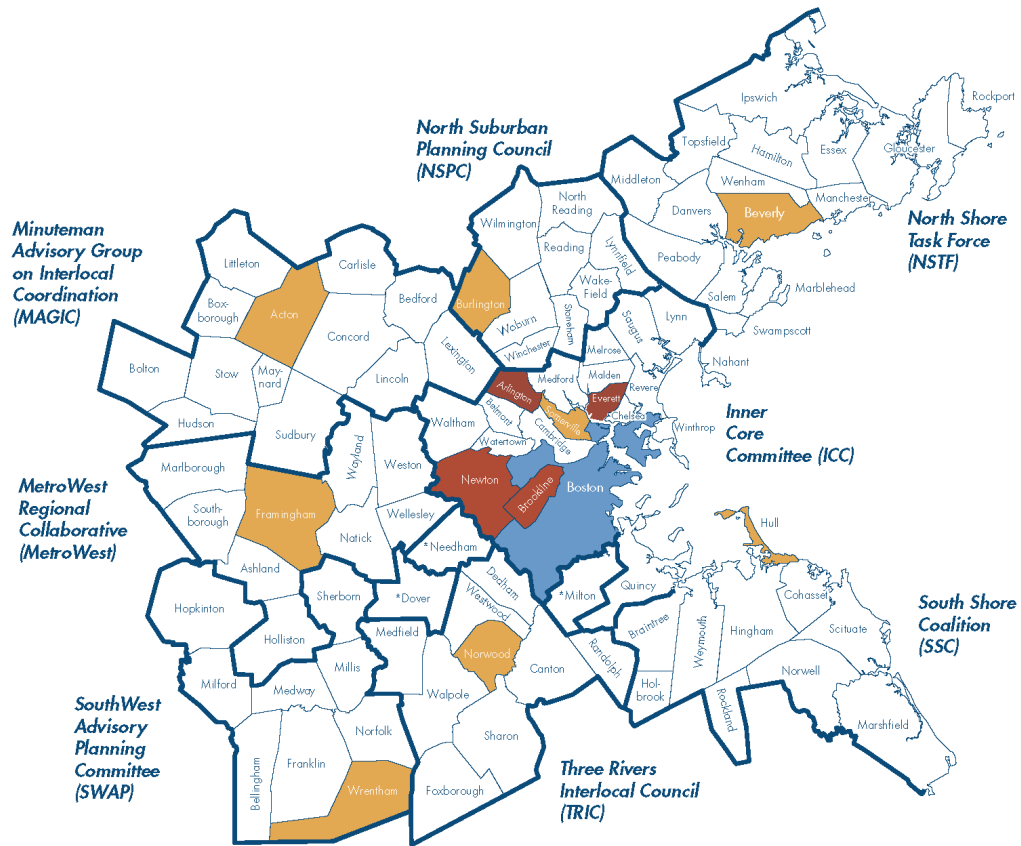 North Suburban
Planning Council
(NSPC)
Minuteman
Advisory Group
on Interlocal
Coordination
(MAGIC)
North Shore
Task Force
(NSTF)
MetroWest
Regional
Collaborative
(MetroWest)
Inner
Core
Committee (ICC)
SouthWest
Advisory
Planning
Committee
(SWAP)
Three Rivers
Interlocal Council
(TRIC)
South Shore
Coalition
(SSC)
Rockport
Ipswich
Topsfield
Hamilton
Essex
Gloucester
Middleton
Wenham
Manchester
Danvers
Beverly
Peabody
Salem
Marblehead
Swampscott
Nahant
Wilmington
North
Reading
Reading
Lynnfield
Wake-
Field
Burlington
Woburn
Stoneham
Winchester
Saugus
Lynn
Littleton
Carlisle
Box-
borough
Acton
Bedford
Concord
Lexington
Bolton
Stow
May-
nard
Lincoln
Hudson
Sudbury
Melrose
Arlington
Medford
Malden
Everett
Revere
Chelsea
Winthrop
Belmont
Somerville
Cambridge
Waltham
Watertown
Newton
Brookline
Boston
Marlborough
Wayland
Weston
South-
borough
Framingham
Natick
Wellesley
Ashland
*Needham
*Dover
Sherborn
Hopkinton
Holliston
Milford
Medway
Millis
Medfield
Norfolk
Franklin
Bellingham
Wrentham
Dedham
Westwood
Norwood
Walpole
Canton
Sharon
Foxborough
*Milton
Randolph
Quincy
Braintree
Hol-
brook
Weymouth
Hingham
Hull
Cohasset
Scituate
Norwell
Rockland
Marshfield